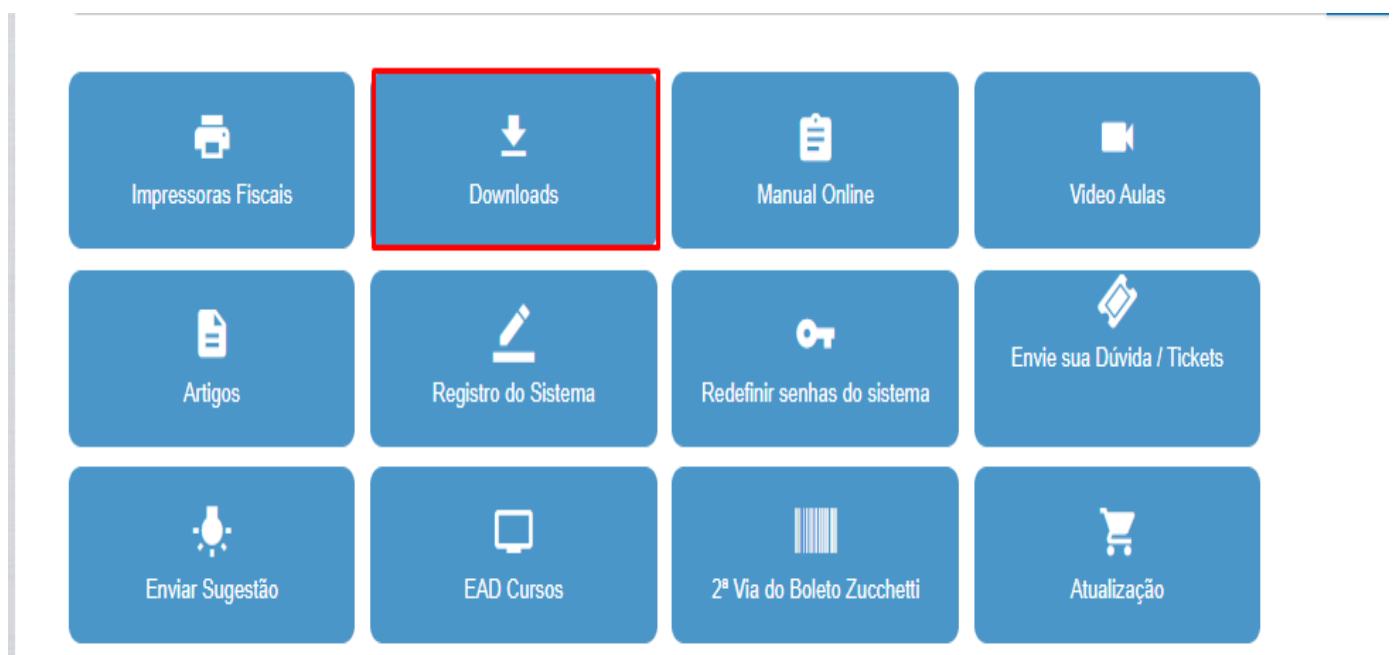 Impressoras Fiscais
Downloads
Manual Online
Video Aulas
Artigos
Registro do Sistema
Redefinir senhas do sistema
Envie sua Dúvida / Tickets
Enviar Sugestão
EAD Cursos
2ª Via do Boleto Zucchetti
Atualização